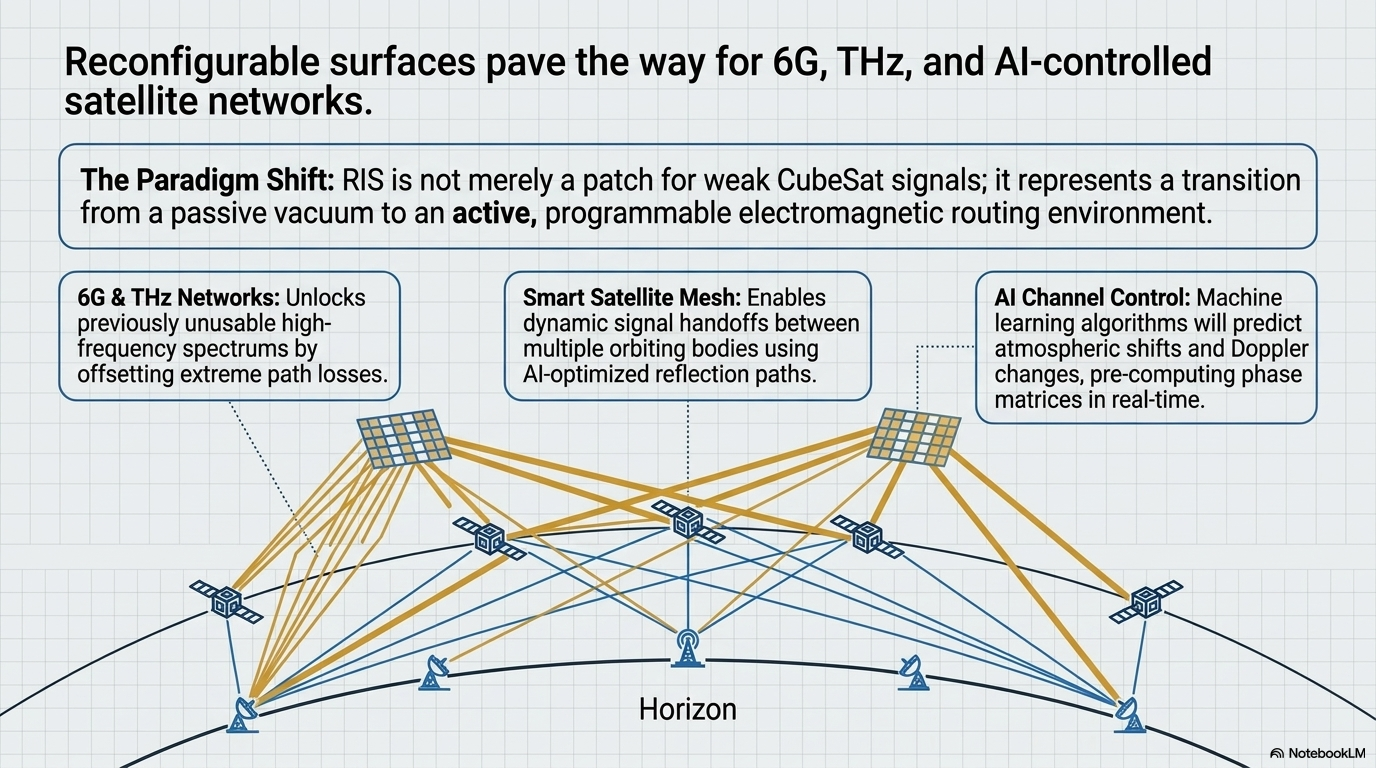 Reconfigurable surfaces pave the way for 6G, THz, and AI-controlled
satellite networks.
The Paradigm Shift: RIS is not merely a patch for weak CubeSat signals; it represents a transition
from a passive vacuum to an active, programmable electromagnetic routing environment.
6G & THz Networks: Unlocks
previously unusable high-
frequency spectrums by
offsetting extreme path losses.
Smart Satellite Mesh: Enables
dynamic signal handoffs between
multiple orbiting bodies using
AI-optimized reflection paths.
AI Channel Control: Machine
learning algorithms will predict
atmospheric shifts and Doppler
changes, pre-computing phase
matrices in real-time.
Horizon
NotebookLM